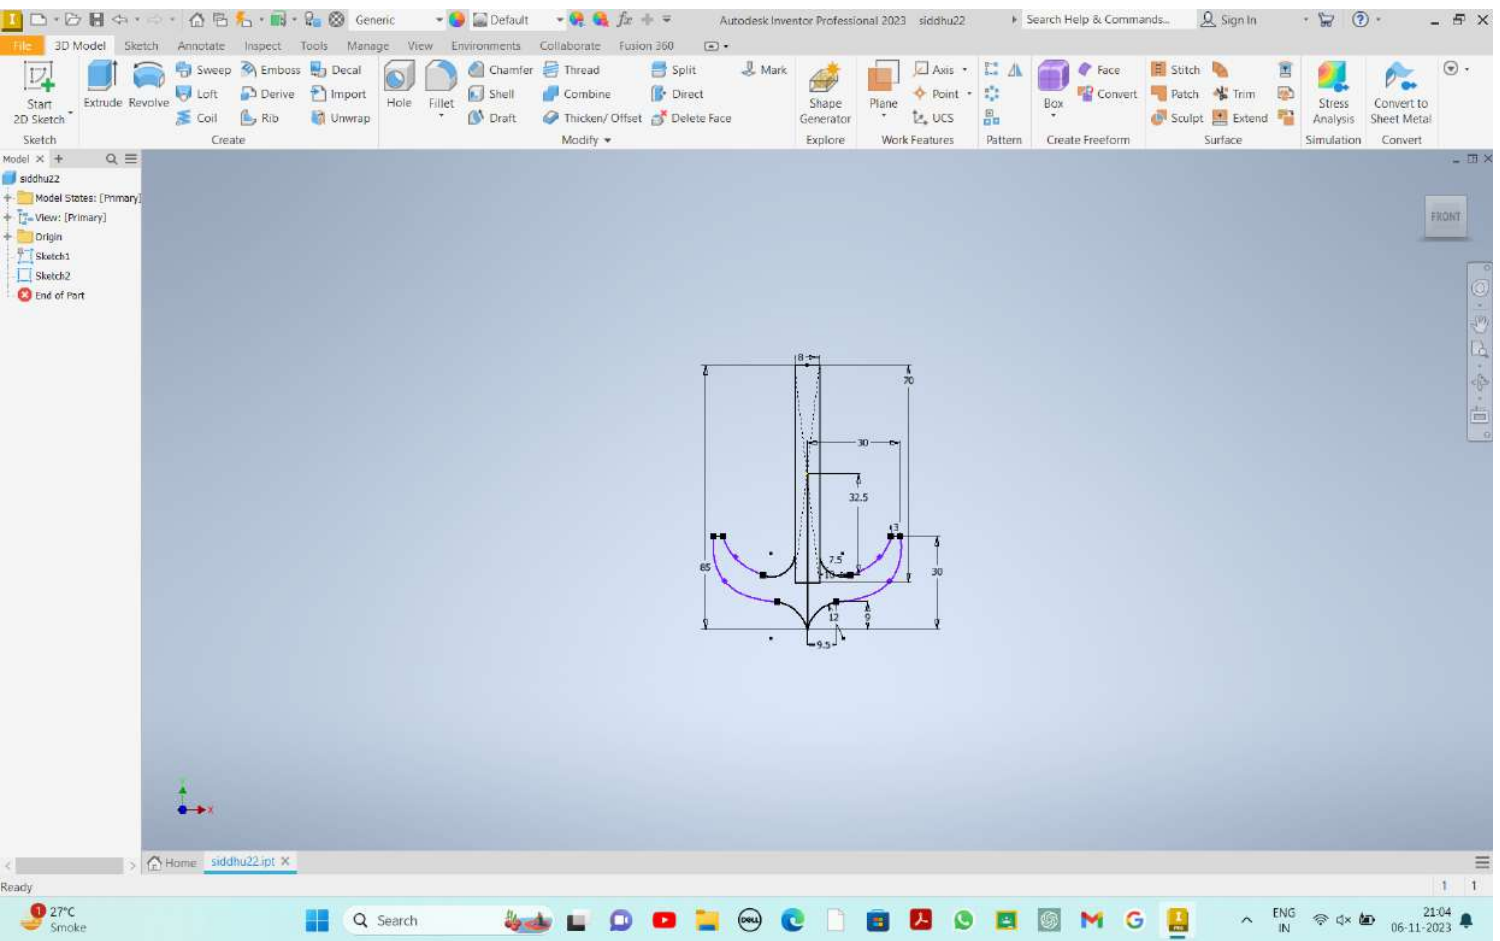 Generic
Default
Autodesk Inventor Professional 2023 siddhu22
Search Help & Commands...
Sign In
File 3D Model Sketch Annotate Inspect Tools Manage View Environments Collaborate Fusion 360
Start
2D Sketch
Extrude Revolve
Sweep Emboss Decal
Loft Derive Import
Coil Rib Unwrap
Hole Fillet
Chamfer Thread Split
Shell Combine Direct
Draft Thicken/ Offset Delete Face
Mark
Shape
Generator
Plane
Axis
Point
UCS
Box
Face
Convert
Stitch
Patch Trim
Sculpt Extend
Stress
Analysis
Convert to
Sheet Metal
Sketch Create Modify Explore Work Features Pattern Create Freeform Surface Simulation Convert
Model
siddhu22
Model States: [Primary]
View: [Primary]
Origin
Sketch1
Sketch2
End of Part
FRONT
8
70
30
32.5
3
7.5
10
85
30
12
9
9.5
Y
X
Home siddhu22.ipt
Ready
1 1
1
27°C
Smoke
Search
DELL
ENG
IN
21:04
06-11-2023